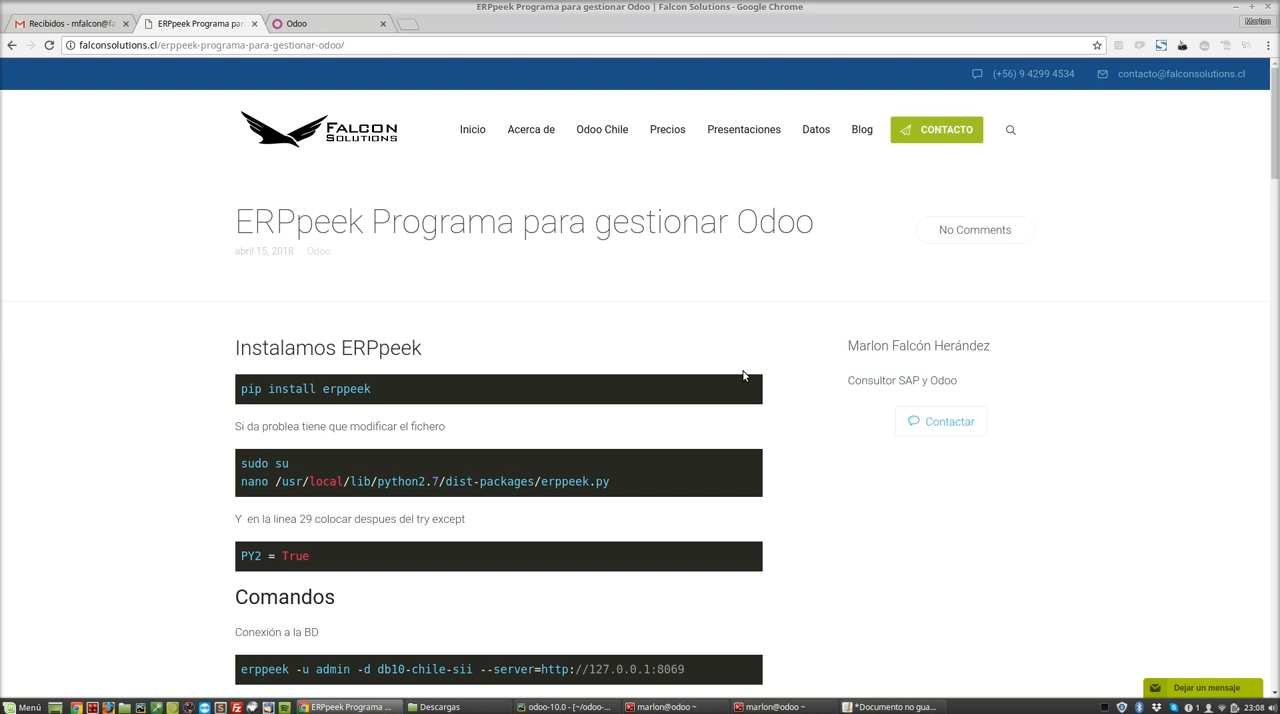 ERPpeek Programa para gestionar Odoo | Falcon Solutions - Google Chrome
Recibidos - mfalcon@fa
ERPpeek Programa par
Odoo
Marlon
falconsolutions.cl/erppeek-programa-para-gestionar-odoo/
(+56) 9 4299 4534
contacto@falconsolutions.cl
FALCON
SOLUTIONS
Inicio
Acerca de
Odoo Chile
Precios
Presentaciones
Datos
Blog
CONTACTO
ERPpeek Programa para gestionar Odoo
No Comments
abril 15, 2018
Odoo
Instalamos ERPpeek
Marlon Falcón Herández
pip install erppeek
Consultor SAP y Odoo
Contactar
Si da problea tiene que modificar el fichero
sudo su
nano /usr/local/lib/python2.7/dist-packages/erppeek.py
Y en la linea 29 colocar despues del try except
PY2 = True
Comandos
Conexión a la BD
erppeek -u admin -d db10-chile-sii --server=http://127.0.0.1:8069
Dejar un mensaje
Menú
ERPpeek Programa ...
Descargas
odoo-10.0 - [~/odoo-...
marlon@odoo ~
marlon@odoo ~
*Documento no gua...
1
23:08